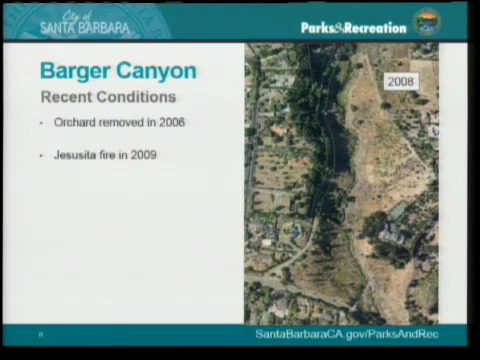 City of
SANTA BARBARA
Parks&Recreation
Barger Canyon
Recent Conditions
• Orchard removed in 2006
• Jesusita fire in 2009
2008
SantaBarbaraCA.gov/ParksAndRec